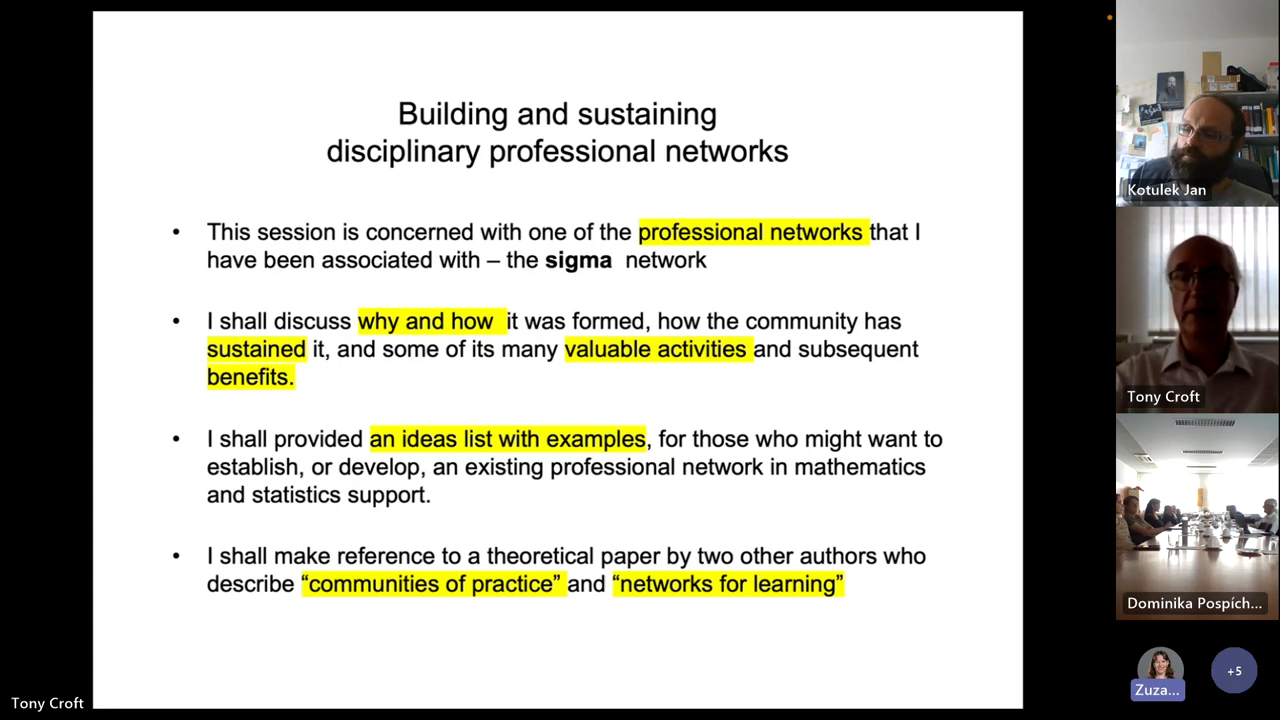 Building and sustaining
disciplinary professional networks
• This session is concerned with one of the professional networks that I
have been associated with – the sigma network
• I shall discuss why and how it was formed, how the community has
sustained it, and some of its many valuable activities and subsequent
benefits.
• I shall provided an ideas list with examples, for those who might want to
establish, or develop, an existing professional network in mathematics
and statistics support.
• I shall make reference to a theoretical paper by two other authors who
describe “communities of practice” and “networks for learning”
Tony Croft
Kotulek Jan
Tony Croft
Dominika Pospích...
Zuza...
+5